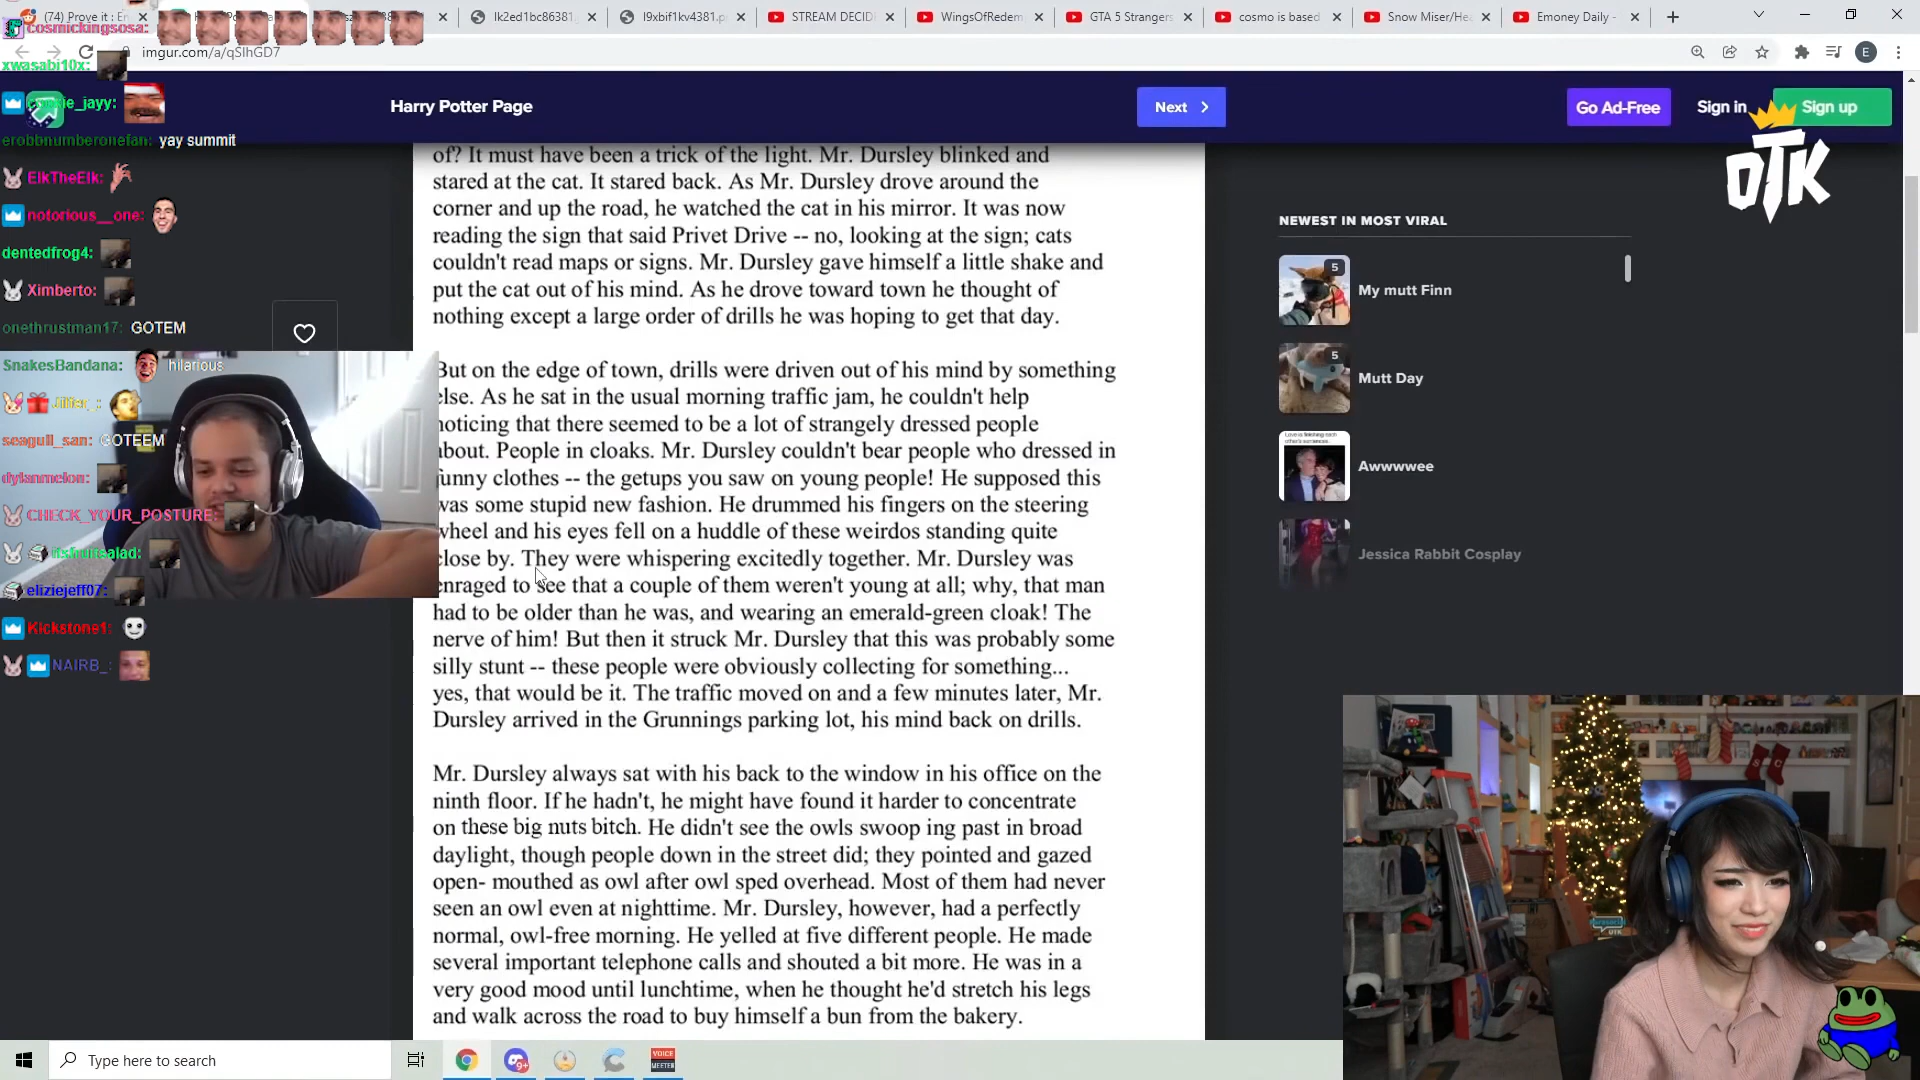 (74) Prove it : En
lk2ed1bc86381
l9xbif1kv4381.p
STREAM DECID
WingsOfRedem
GTA 5 Strangers
cosmo is based
Snow Miser/He
Emoney Daily -
imgur.com/a/qSIhGD7
E
Harry Potter Page
Next
Go Ad-Free
Sign in
Sign up
OTK
cosmickingsosa:
xwasabi10x:
cookie_jayy:
erobbnumberonefan: yay summit
ElkTheElk:
notorious__one:
dentedfrog4:
Ximberto:
onethrustman17: GOTEM
SnakesBandana: hilarious
seagull_san: GOTEEM
dylanmelon:
CHECK_YOUR_POSTURE:
eliziejeff07:
Kickstone1:
NAIRB_:
of? It must have been a trick of the light. Mr. Dursley blinked and
stared at the cat. It stared back. As Mr. Dursley drove around the
corner and up the road, he watched the cat in his mirror. It was now
reading the sign that said Privet Drive -- no, looking at the sign; cats
couldn't read maps or signs. Mr. Dursley gave himself a little shake and
put the cat out of his mind. As he drove toward town he thought of
nothing except a large order of drills he was hoping to get that day.
But on the edge of town, drills were driven out of his mind by something
else. As he sat in the usual morning traffic jam, he couldn't help
noticing that there seemed to be a lot of strangely dressed people
about. People in cloaks. Mr. Dursley couldn't bear people who dressed in
funny clothes -- the getups you saw on young people! He supposed this
was some stupid new fashion. He drummed his fingers on the steering
wheel and his eyes fell on a huddle of these weirdos standing quite
close by. They were whispering excitedly together. Mr. Dursley was
enraged to see that a couple of them weren't young at all; why, that man
had to be older than he was, and wearing an emerald-green cloak! The
nerve of him! But then it struck Mr. Dursley that this was probably some
silly stunt -- these people were obviously collecting for something...
yes, that would be it. The traffic moved on and a few minutes later, Mr.
Dursley arrived in the Grunnings parking lot, his mind back on drills.
Mr. Dursley always sat with his back to the window in his office on the
ninth floor. If he hadn't, he might have found it harder to concentrate
on these big nuts bitch. He didn't see the owls swoop ing past in broad
daylight, though people down in the street did; they pointed and gazed
open- mouthed as owl after owl sped overhead. Most of them had never
seen an owl even at nighttime. Mr. Dursley, however, had a perfectly
normal, owl-free morning. He yelled at five different people. He made
several important telephone calls and shouted a bit more. He was in a
very good mood until lunchtime, when he thought he'd stretch his legs
and walk across the road to buy himself a bun from the bakery.
NEWEST IN MOST VIRAL
5
My mutt Finn
5
Mutt Day
Awwwwee
Jessica Rabbit Cosplay
Type here to search
9+
VOICE
MEETER